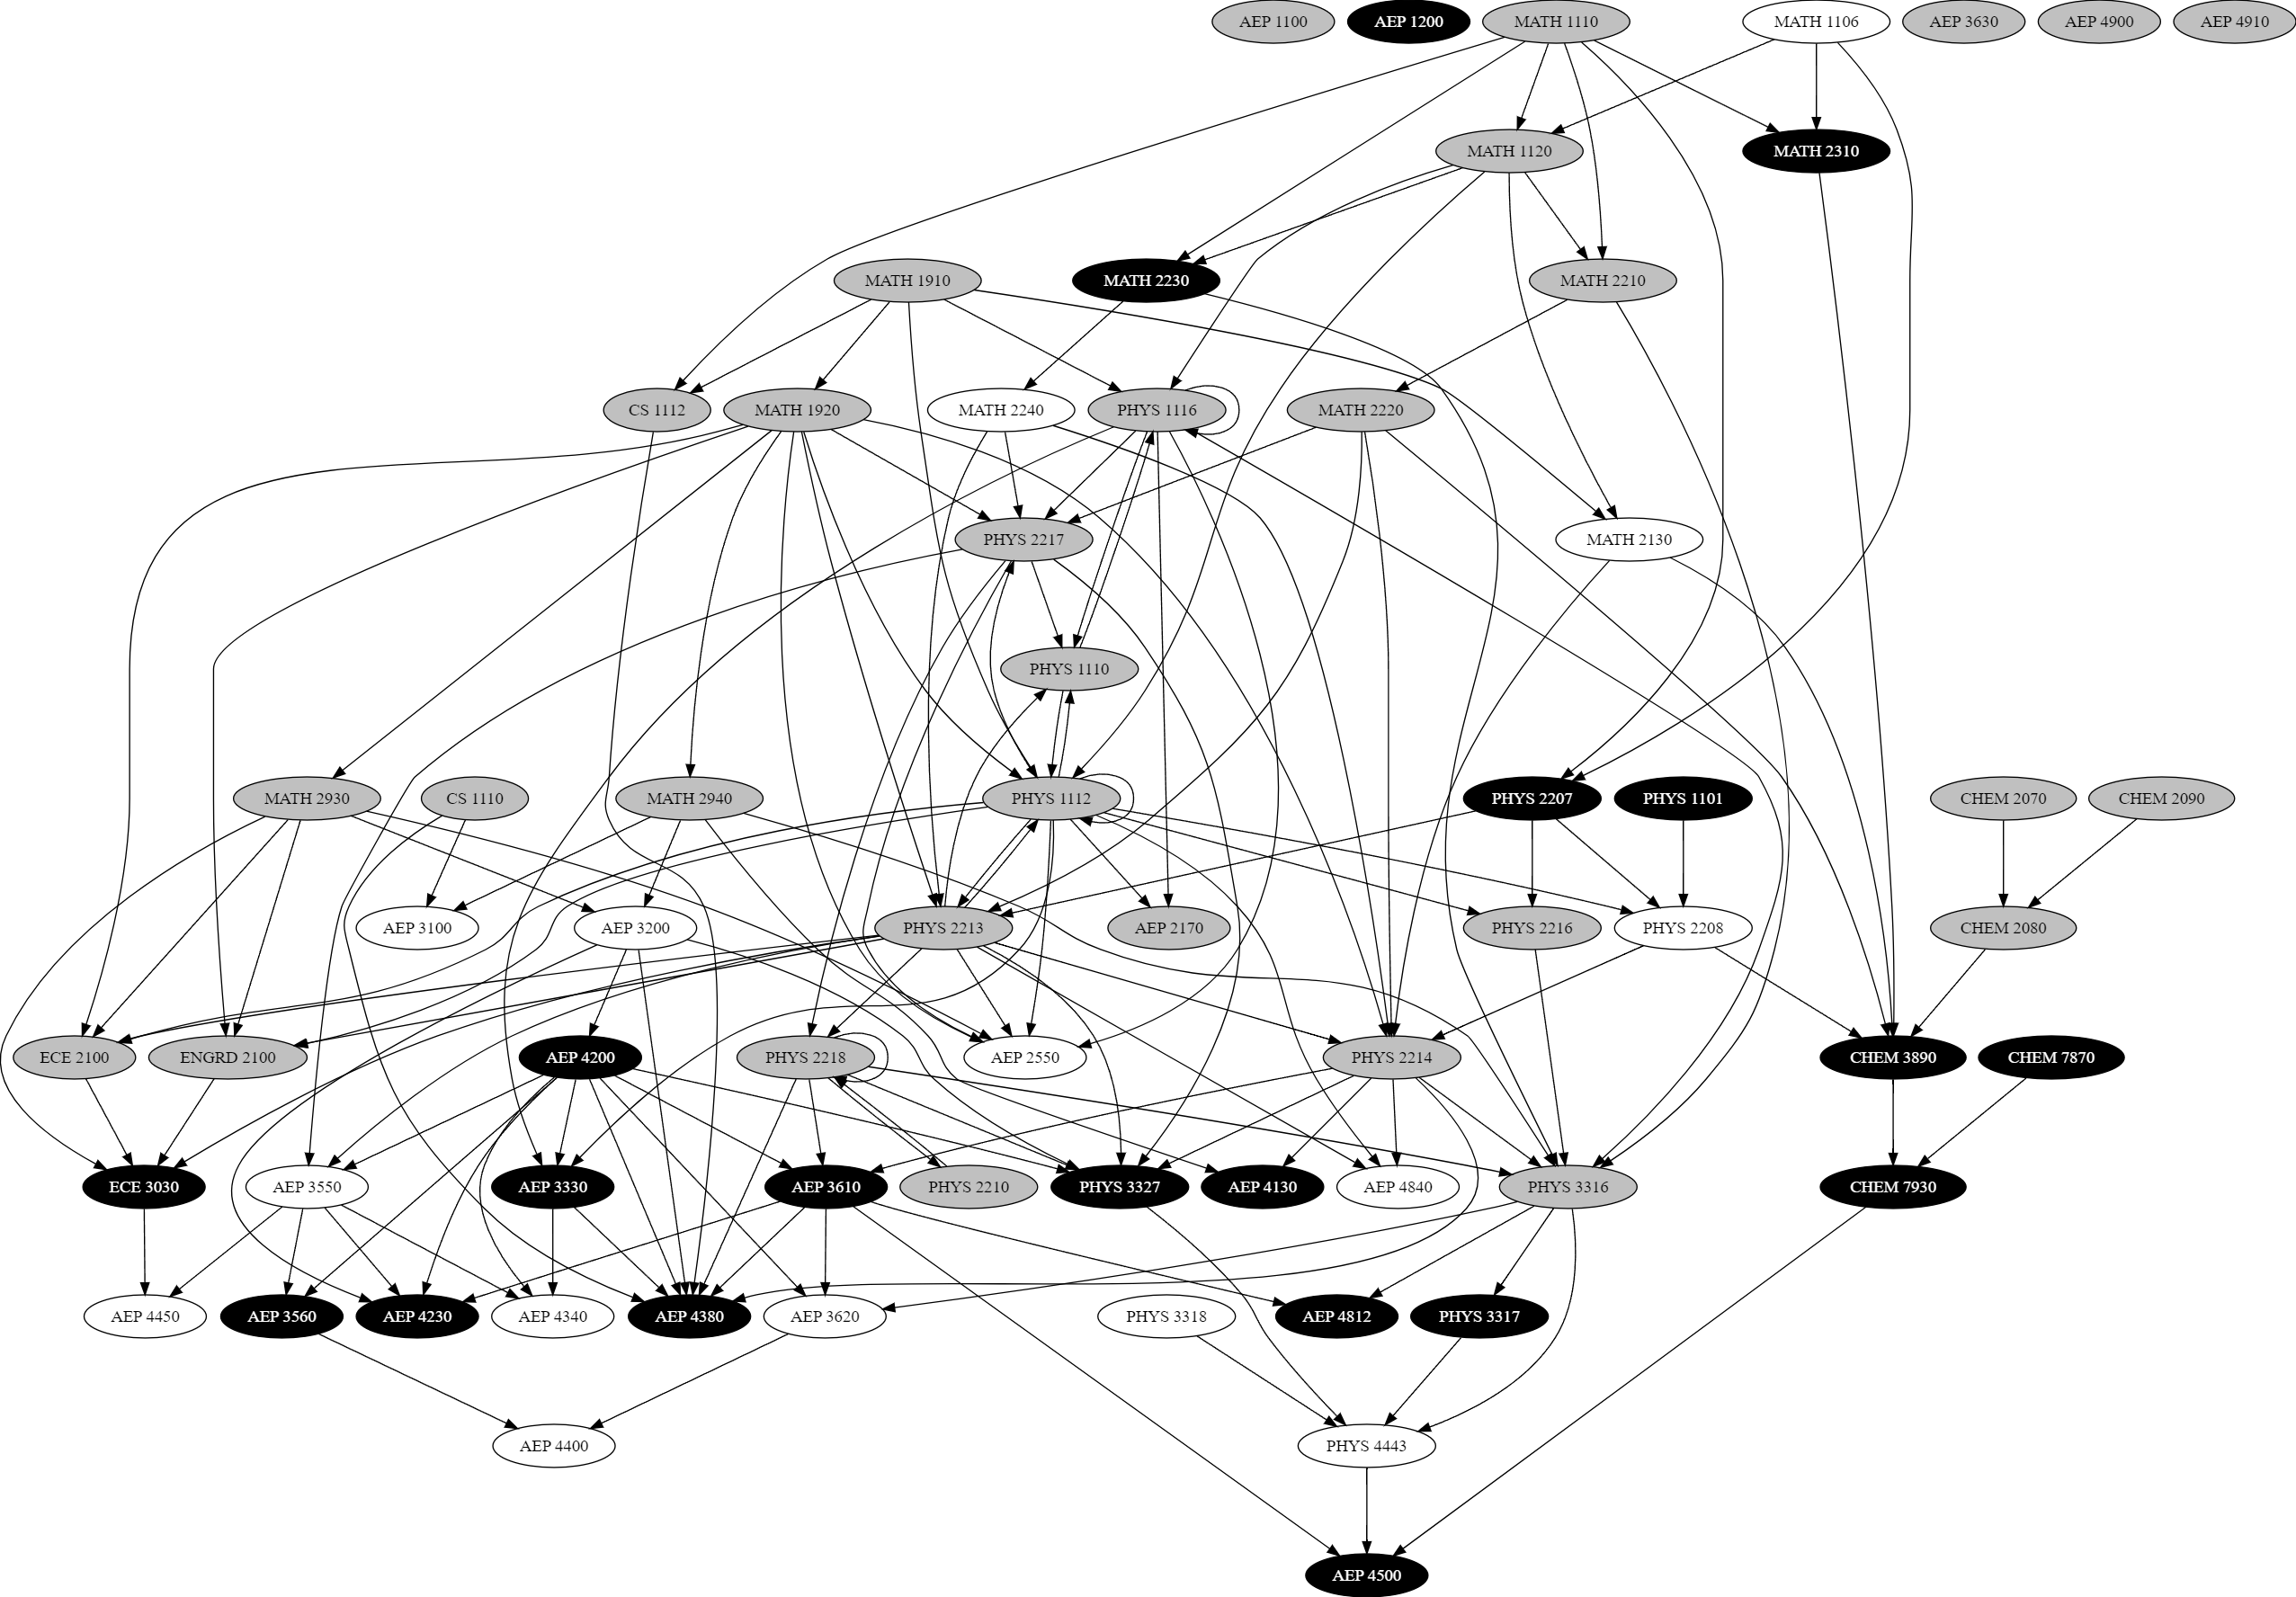 AEP 1100
AEP 1200
MATH 1110
MATH 1106
AEP 3630
AEP 4900
AEP 4910
MATH 1120
MATH 2310
MATH 1910
MATH 2230
MATH 2210
CS 1112
MATH 1920
MATH 2240
PHYS 1116
MATH 2220
PHYS 2217
MATH 2130
PHYS 1110
MATH 2930
CS 1110
MATH 2940
PHYS 1112
PHYS 2207
PHYS 1101
CHEM 2070
CHEM 2090
AEP 3100
AEP 3200
PHYS 2213
AEP 2170
PHYS 2216
PHYS 2208
CHEM 2080
ECE 2100
ENGRD 2100
AEP 4200
PHYS 2218
AEP 2550
PHYS 2214
CHEM 3890
CHEM 7870
ECE 3030
AEP 3550
AEP 3330
AEP 3610
PHYS 2210
PHYS 3327
AEP 4130
AEP 4840
PHYS 3316
CHEM 7930
AEP 4450
AEP 3560
AEP 4230
AEP 4340
AEP 4380
AEP 3620
PHYS 3318
AEP 4812
PHYS 3317
AEP 4400
PHYS 4443
AEP 4500